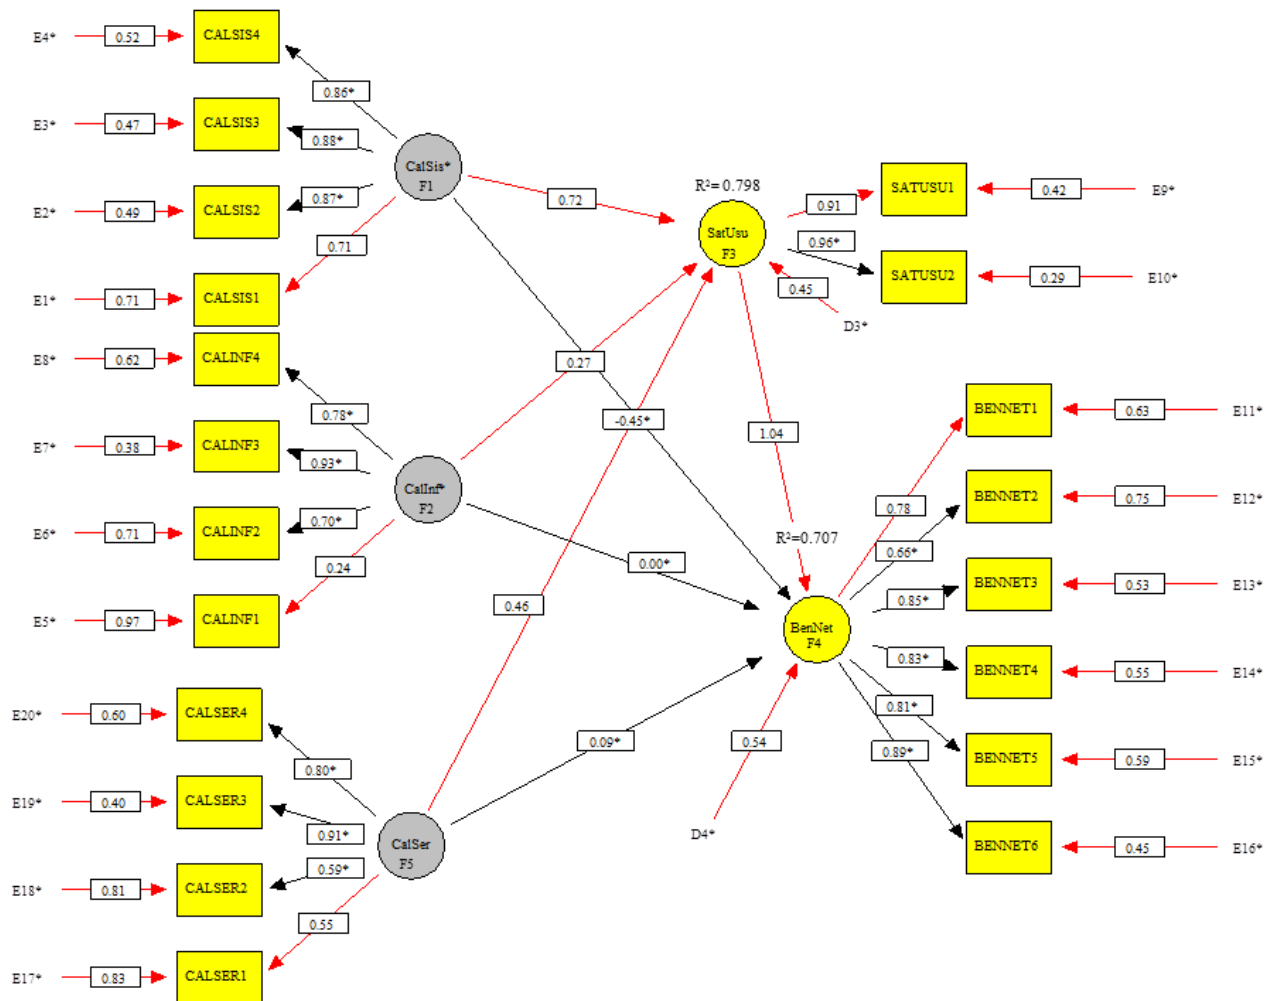 E4*
0.52
CALSIS4
0.86*
E3*
0.47
CALSIS3
0.88*
CalSis*
F1
E2*
0.49
CALSIS2
0.87*
0.71
E1*
0.71
CALSIS1
0.72
R²= 0.798
SatUsu
F3
0.91
SATUSU1
0.42
E9*
0.96*
SATUSU2
0.29
E10*
0.45
D3*
E8*
0.62
CALINF4
0.78*
E7*
0.38
CALINF3
0.93*
CalInf*
F2
E6*
0.71
CALINF2
0.70*
0.24
E5*
0.97
CALINF1
0.27
-0.45*
1.04
0.00*
0.46
0.09*
R²=0.707
BenNet
F4
0.54
D4*
0.78
BENNET1
0.63
E11*
0.66*
BENNET2
0.75
E12*
0.85*
BENNET3
0.53
E13*
0.83*
BENNET4
0.55
E14*
0.81*
BENNET5
0.59
E15*
0.89*
BENNET6
0.45
E16*
E20*
0.60
CALSER4
0.80*
E19*
0.40
CALSER3
0.91*
CalSer
F5
E18*
0.81
CALSER2
0.59*
0.55
E17*
0.83
CALSER1